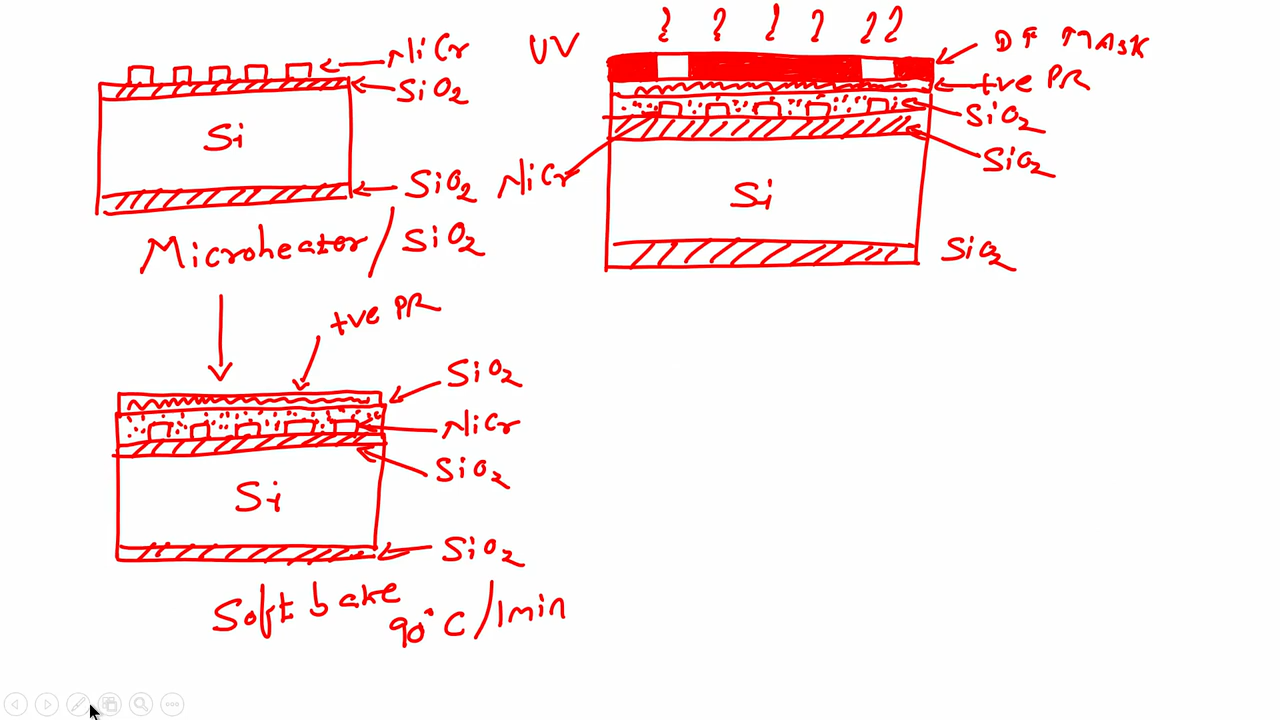 NiCr
SiO2
Si
SiO2
Microheater / SiO2
+ve PR
SiO2
NiCr
SiO2
Si
SiO2
Soft bake 90°C/1min
UV
DF MASK
+ve PR
SiO2
SiO2
NiCr
Si
SiO2